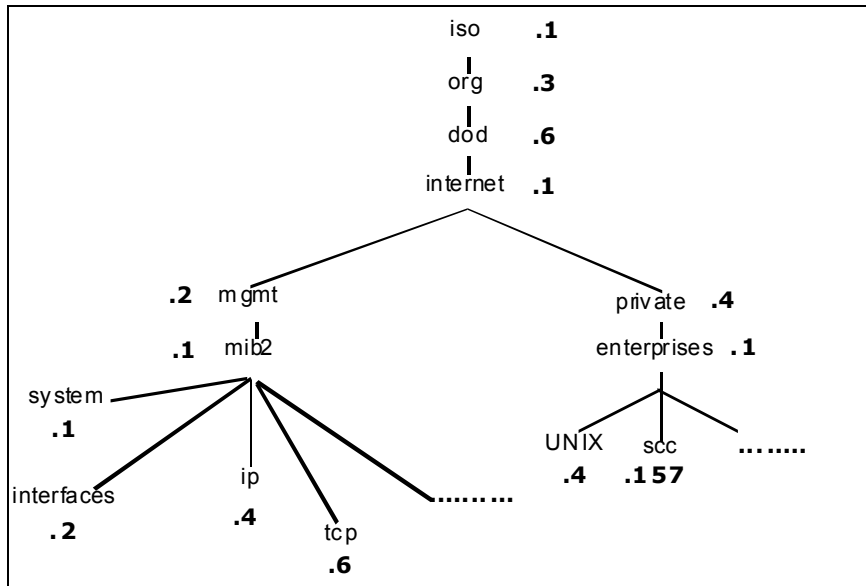 iso .1
org .3
dod .6
internet .1
.2 mgmt
private .4
.1 mib2
enterprises .1
system
.1
UNIX
.4
scc
.157
........
interfaces
.2
ip
.4
.........
tcp
.6